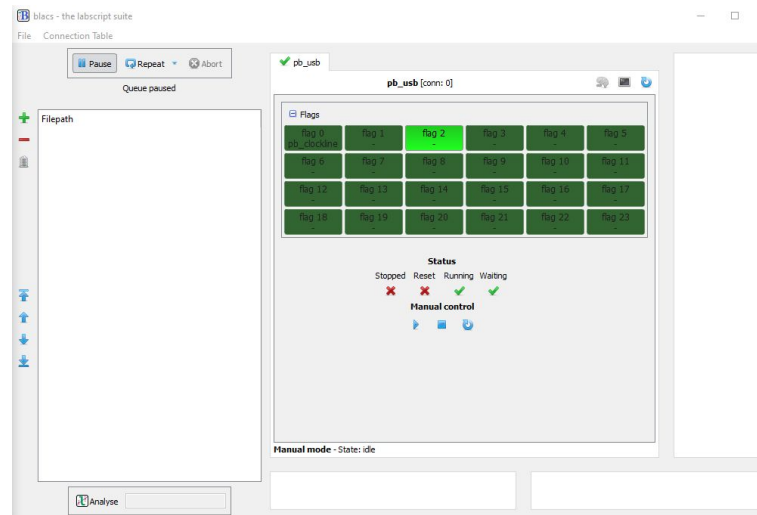 blacs - the labscript suite
File Connection Table
Pause Repeat Abort
Queue paused
Filepath
Analyse
pb_usb
pb_usb [conn: 0]
Flags
flag 0 flag 1 flag 2 flag 3 flag 4 flag 5
pb_clockline - - - - -
flag 6 flag 7 flag 8 flag 9 flag 10 flag 11
- - - - - -
flag 12 flag 13 flag 14 flag 15 flag 16 flag 17
- - - - - -
flag 18 flag 19 flag 20 flag 21 flag 22 flag 23
- - - - - -
Status
Stopped Reset Running Waiting
Manual control
Manual mode - State: idle